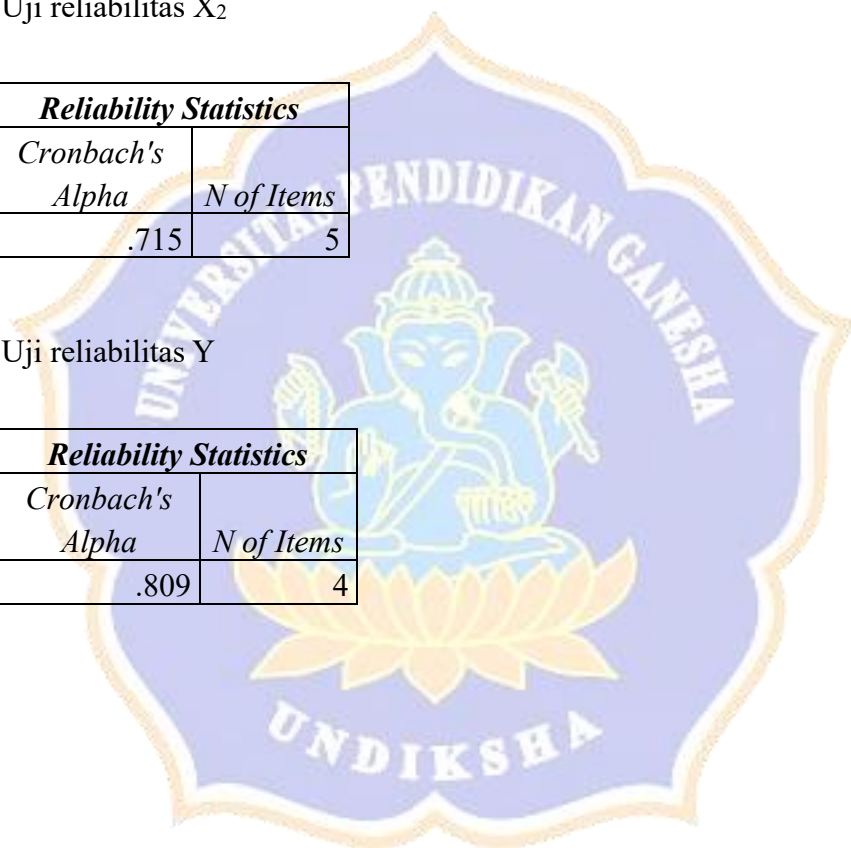 Uji reliabilitas X₂
Reliability Statistics
Cronbach's
Alpha N of Items
.715 5
Uji reliabilitas Y
Reliability Statistics
Cronbach's
Alpha N of Items
.809 4
UNIVERSITAS PENDIDIKAN GANESHA
UNDIKSHA